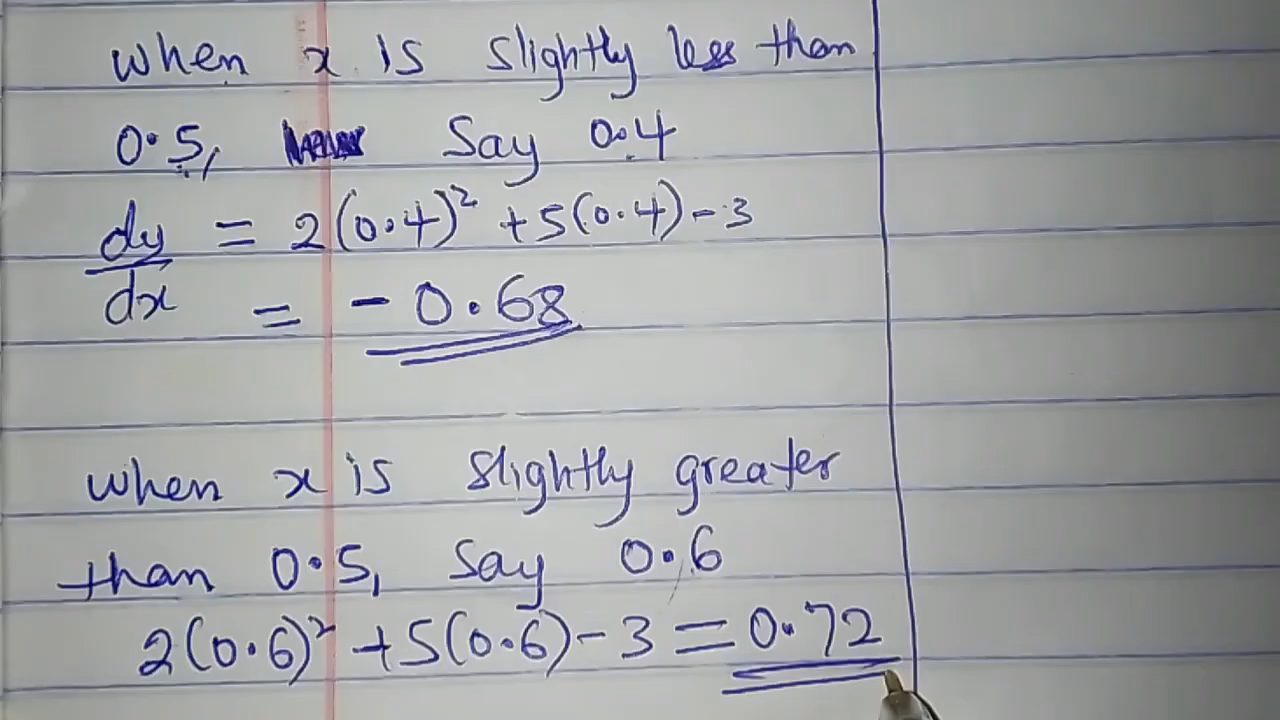 when x is slightly less than
0.5, Say 0.4
dy/dx = 2(0.4)² + 5(0.4) - 3
= - 0.68
when x is slightly greater
than 0.5, say 0.6
2(0.6)² + 5(0.6) - 3 = 0.72